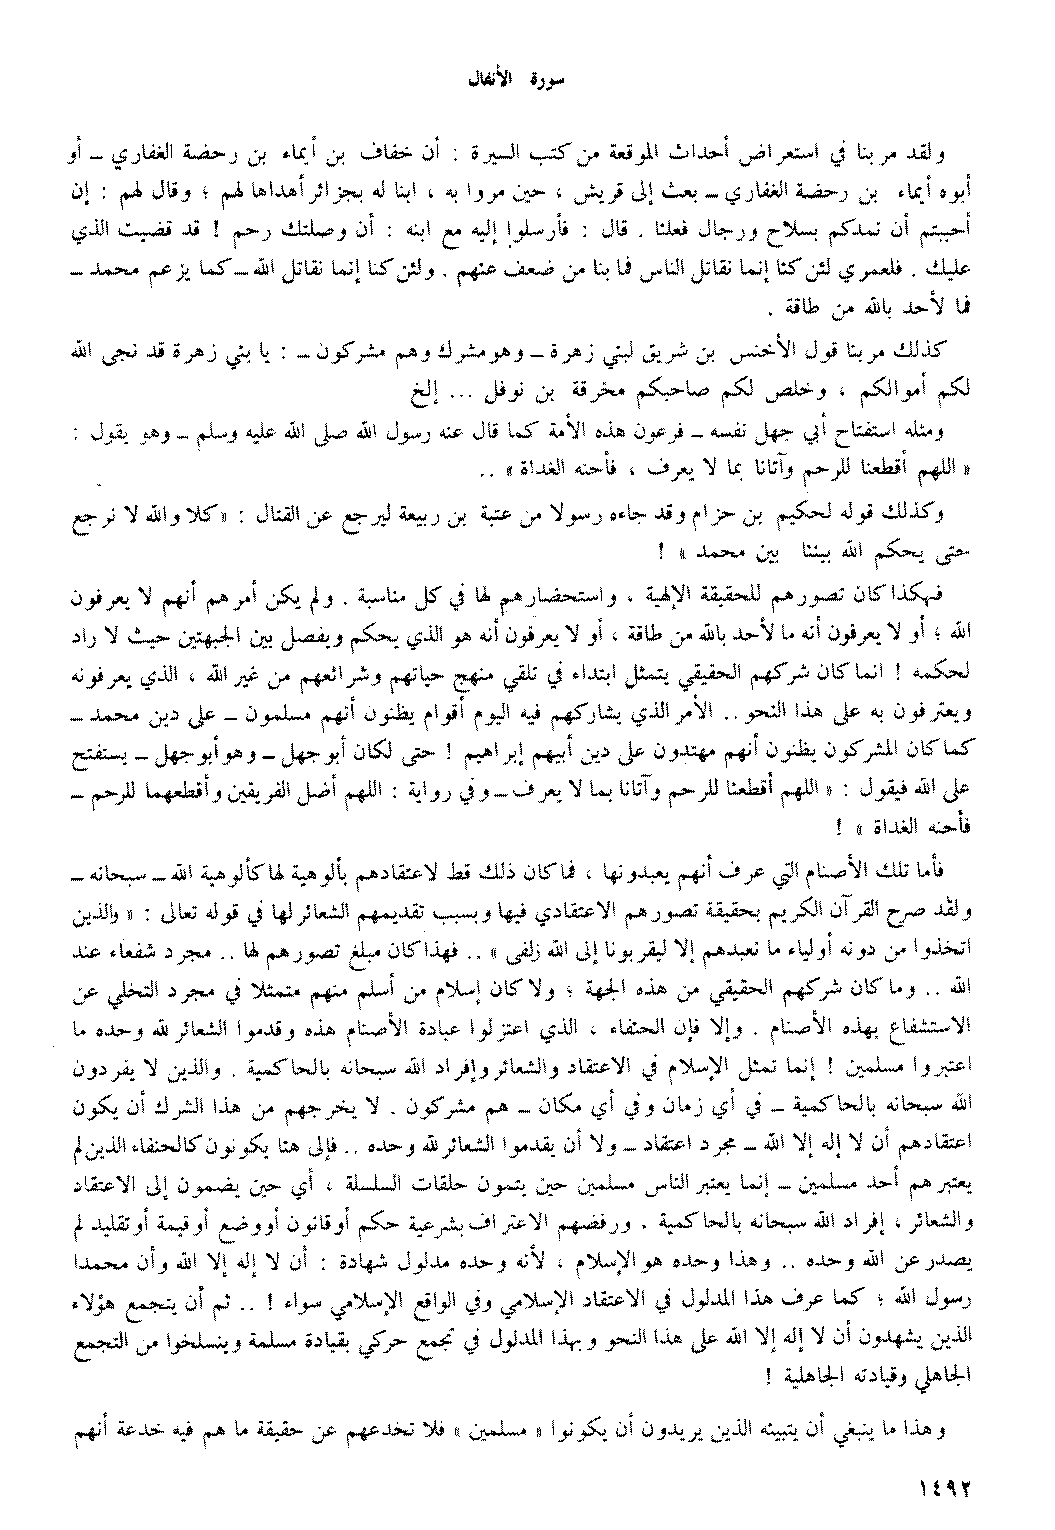 سورة الأنفال
ولقد مر بنا في استعراض أحداث الموقعة من كتب السيرة : أن خفاف بن أيماء بن رحضة الغفاري – أو
أبوه أيماء بن رحضة الغفاري – بعث إلى قريش ، حين مروا به ، ابنا له بجزائر أهداها لهم ؛ وقال لهم : إن
أحببتم أن نمدكم بسلاح ورجال فعلنا . قال : فأرسلوا إليه مع ابنه : أن وصلتك رحم ! قد قضيت الذي
عليك . فلعمري لئن كنا إنما نقاتل الناس فما بنا من ضعف عنهم . ولئن كنا إنما نقاتل الله – كما يزعم محمد –
فما لأحد بالله من طاقة .
كذلك مر بنا قول الأخنس بن شريق لبني زهرة – وهو مشرك وهم مشركون – : يا بني زهرة قد نجى الله
لكم أموالكم ، وخلص لكم صاحبكم مخرقة بن نوفل ... إلخ
ومثله استفتاح أبي جهل نفسه – فرعون هذه الأمة كما قال عنه رسول الله صلى الله عليه وسلم – وهو يقول :
« اللهم أقطعنا للرحم وآتانا بما لا يعرف ، فأحنه الغداة » ..
وكذلك قوله لحكيم بن حزام وقد جاءه رسولا من عتبة بن ربيعة ليرجع عن القتال : « كلا والله لا نرجع
حتى يحكم الله بيننا بين محمد » !
فهكذا كان تصورهم للحقيقة الإلهية ، واستحضارهم لها في كل مناسبة . ولم يكن أمرهم أنهم لا يعرفون
الله ؛ أو لا يعرفون أنه ما لأحد بالله من طاقة ، أو لا يعرفون أنه هو الذي يحكم ويفصل بين الجبهتين حيث لا راد
لحكمه ! انما كان شركهم الحقيقي يتمثل ابتداء في تلقي منهج حياتهم وشرائعهم من غير الله ، الذي يعرفونه
ويعترفون به على هذا النحو .. الأمر الذي يشاركهم فيه اليوم أقوام يظنون أنهم مسلمون – على دين محمد –
كما كان المشركون يظنون أنهم مهتدون على دين أبيهم إبراهيم ! حتى لكان أبو جهل – وهو أبو جهل – يستفتح
على الله فيقول : « اللهم أقطعنا للرحم وآتانا بما لا يعرف – وفي رواية : اللهم أضل الفريقين وأقطعهما للرحم –
فأحنه الغداة » !
فأما تلك الأصنام التي عرف أنهم يعبدونها ، فما كان ذلك قط لاعتقادهم بألوهية لها كألوهية الله – سبحانه –
ولقد صرح القرآن الكريم بحقيقة تصورهم الاعتقادي فيها وبسبب تقديمهم الشعائر لها في قوله تعالى : « والذين
اتخذوا من دونه أولياء ما نعبدهم إلا ليقربونا إلى الله زلفى » .. فهذا كان مبلغ تصورهم لها .. مجرد شفعاء عند
الله .. وما كان شركهم الحقيقي من هذه الجهة ؛ ولا كان إسلام من أسلم منهم متمثلا في مجرد التخلي عن
الاستشفاع بهذه الأصنام . وإلا فإن الحنفاء ، الذي اعتزلوا عبادة الأصنام هذه وقدموا الشعائر لله وحده ما
اعتبروا مسلمين ! إنما تمثل الإسلام في الاعتقاد والشعائر وإفراد الله سبحانه بالحاكمية . والذين لا يفردون
الله سبحانه بالحاكمية – في أي زمان وفي أي مكان – هم مشركون . لا يخرجهم من هذا الشرك أن يكون
اعتقادهم أن لا إله إلا الله – مجرد اعتقاد – ولا أن يقدموا الشعائر لله وحده .. فإلى هنا يكونون كالحنفاء الذين لم
يعتبرهم أحد مسلمين – إنما يعتبر الناس مسلمين حين يتمون حلقات السلسلة ، أي حين يضمون إلى الاعتقاد
والشعائر ، إفراد الله سبحانه بالحاكمية . ورفضهم الاعتراف بشرعية حكم أو قانون أو وضع أو قيمة أو تقليد لم
يصدر عن الله وحده .. وهذا وحده هو الإسلام ، لأنه وحده مدلول شهادة : أن لا إله إلا الله وأن محمدا
رسول الله ؛ كما عرف هذا المدلول في الاعتقاد الإسلامي وفي الواقع الإسلامي سواء ! .. ثم أن يتجمع هؤلاء
الذين يشهدون أن لا إله إلا الله على هذا النحو وبهذا المدلول في تجمع حركي بقيادة مسلمة وينسلخوا من التجمع
الجاهلي وقيادته الجاهلية !
وهذا ما ينبغي أن يتبينه الذين يريدون أن يكونوا « مسلمين » فلا تخدعهم عن حقيقة ما هم فيه خدعة أنهم
١٤٩٢